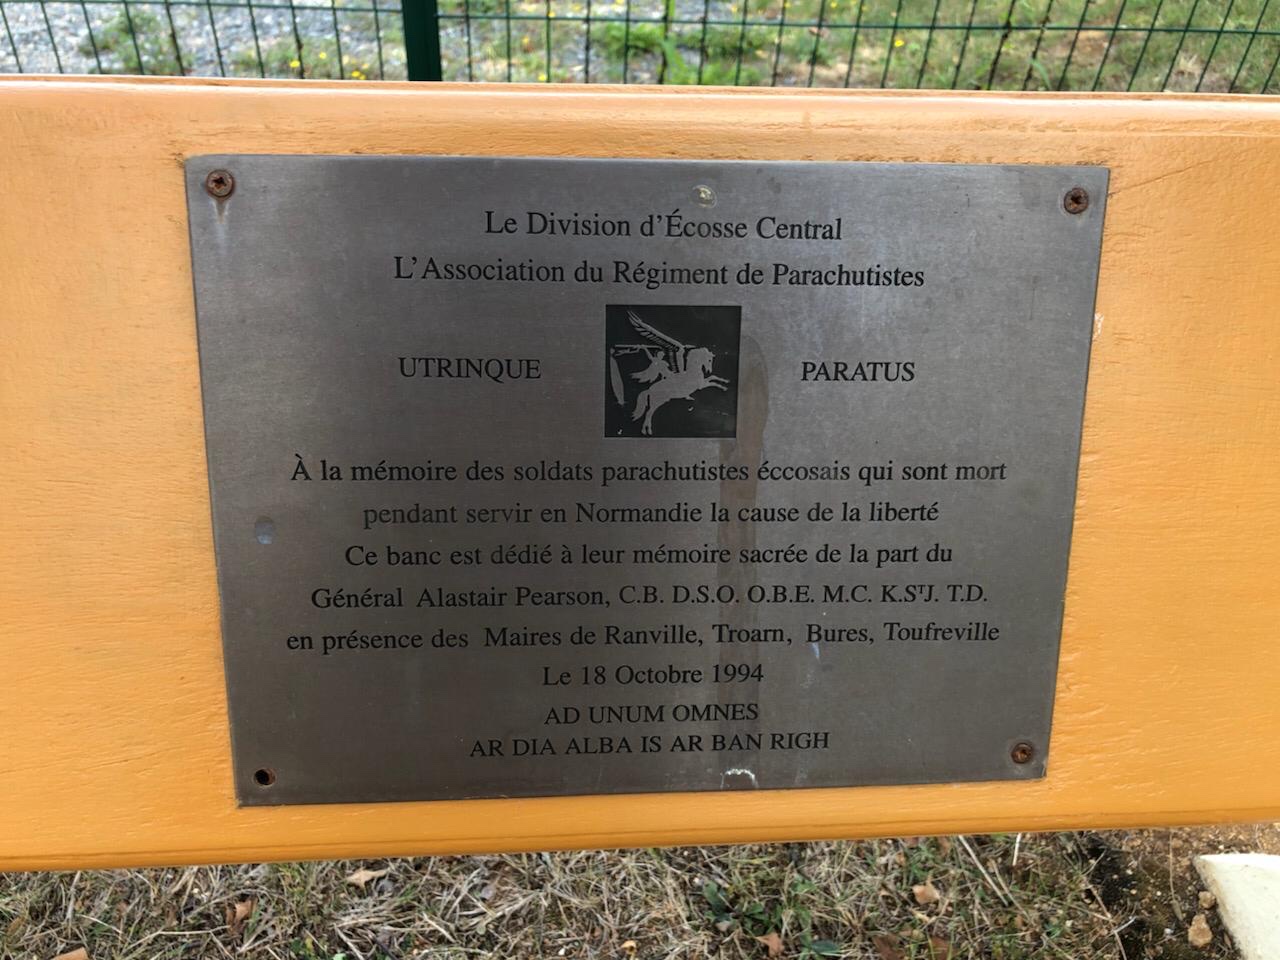 Le Division d'Écosse Central
L'Association du Régiment de Parachutistes
UTRINQUE PARATUS
À la mémoire des soldats parachutistes éccosais qui sont mort
pendant servir en Normandie la cause de la liberté
Ce banc est dédié à leur mémoire sacrée de la part du
Général Alastair Pearson, C.B. D.S.O. O.B.E. M.C. K.STJ. T.D.
en présence des Maires de Ranville, Troarn, Bures, Toufreville
Le 18 Octobre 1994
AD UNUM OMNES
AR DIA ALBA IS AR BAN RIGH